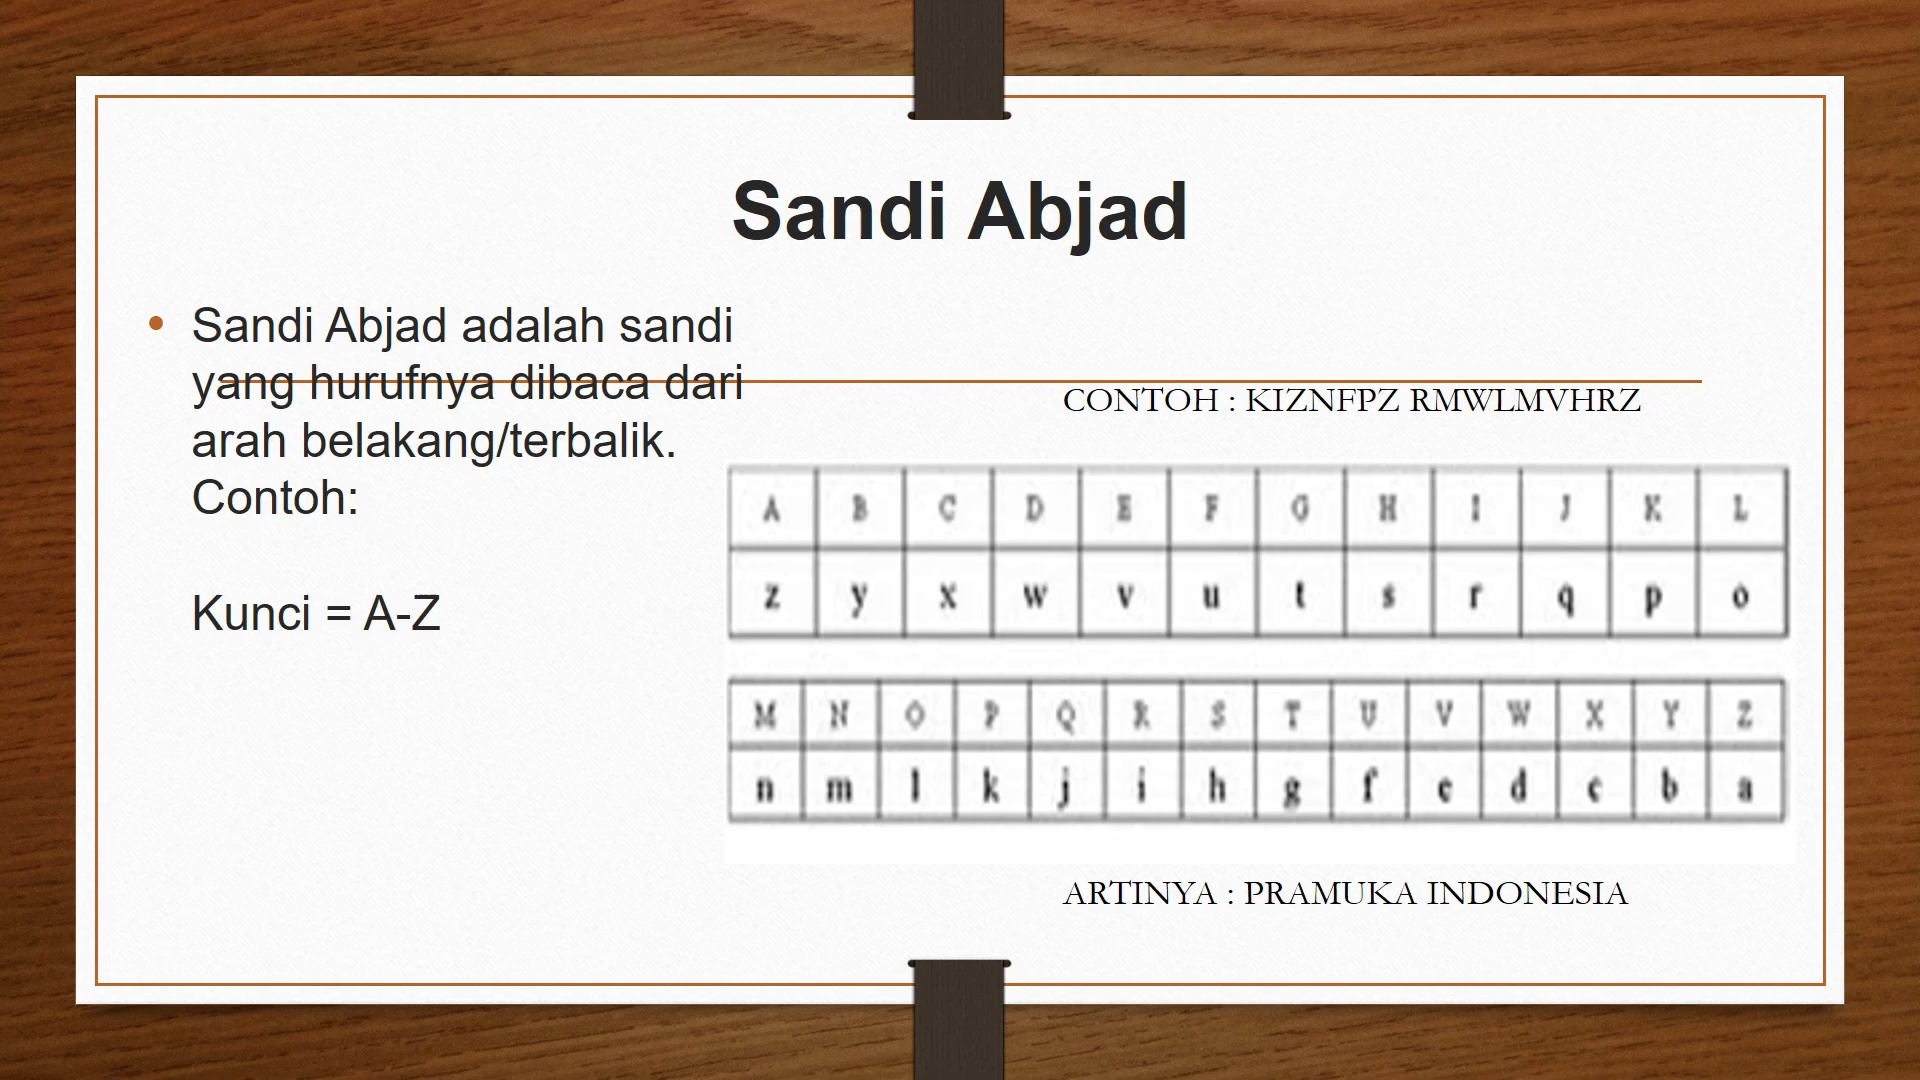 Sandi Abjad
• Sandi Abjad adalah sandi
yang hurufnya dibaca dari
arah belakang/terbalik.
Contoh:
Kunci = A-Z
CONTOH : KIZNFPZ RMWLMVHRZ
A B C D E F G H I J K L
z y x w v u t s r q p o
M N O P Q R S T U V W X Y Z
n m l k j i h g f e d c b a
ARTINYA : PRAMUKA INDONESIA